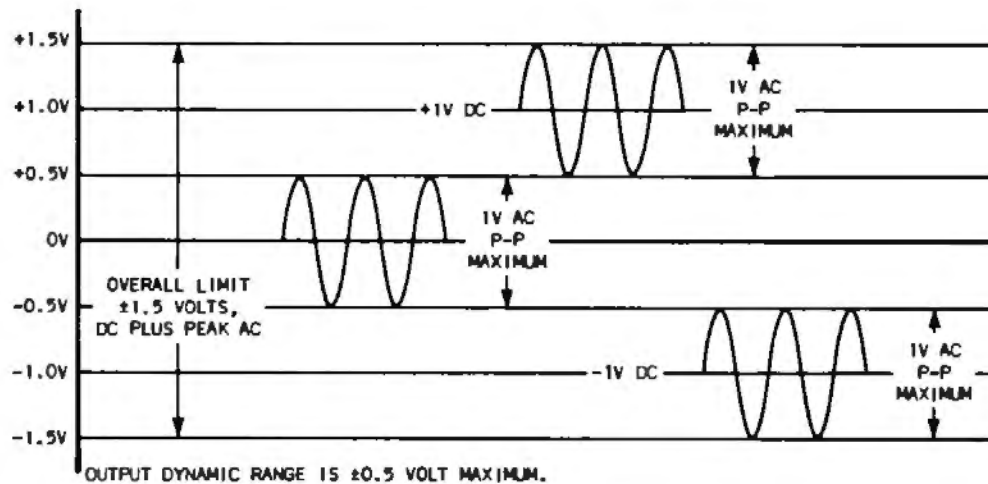 +1.5V
1V AC
P-P
MAXIMUM
+1.0V
+1V DC
+0.5V
1V AC
P-P
MAXIMUM
0V
OVERALL LIMIT
±1.5 VOLTS,
DC PLUS PEAK AC
-0.5V
1V AC
P-P
MAXIMUM
-1.0V
-1V DC
-1.5V
OUTPUT DYNAMIC RANGE IS ±0.5 VOLT MAXIMUM.